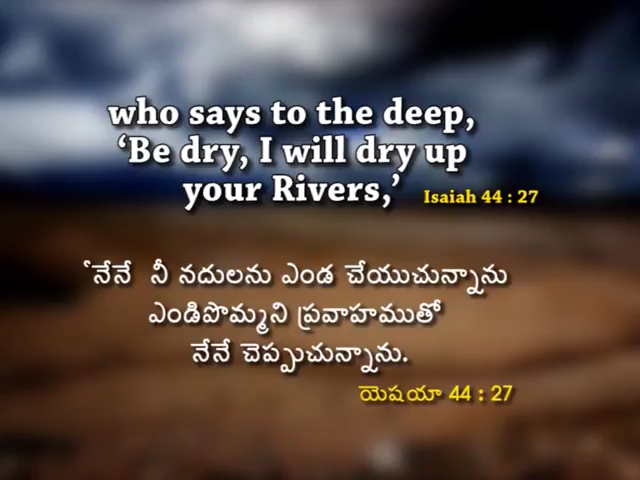 who says to the deep,
‘Be dry, I will dry up
your Rivers,’ Isaiah 44 : 27
‘నేనే నీ నదులను ఎండ చేయుచున్నాను
ఎండిపొమ్మని ప్రవాహముతో
నేనే చెప్పుచున్నాను.
యెషయా 44 : 27